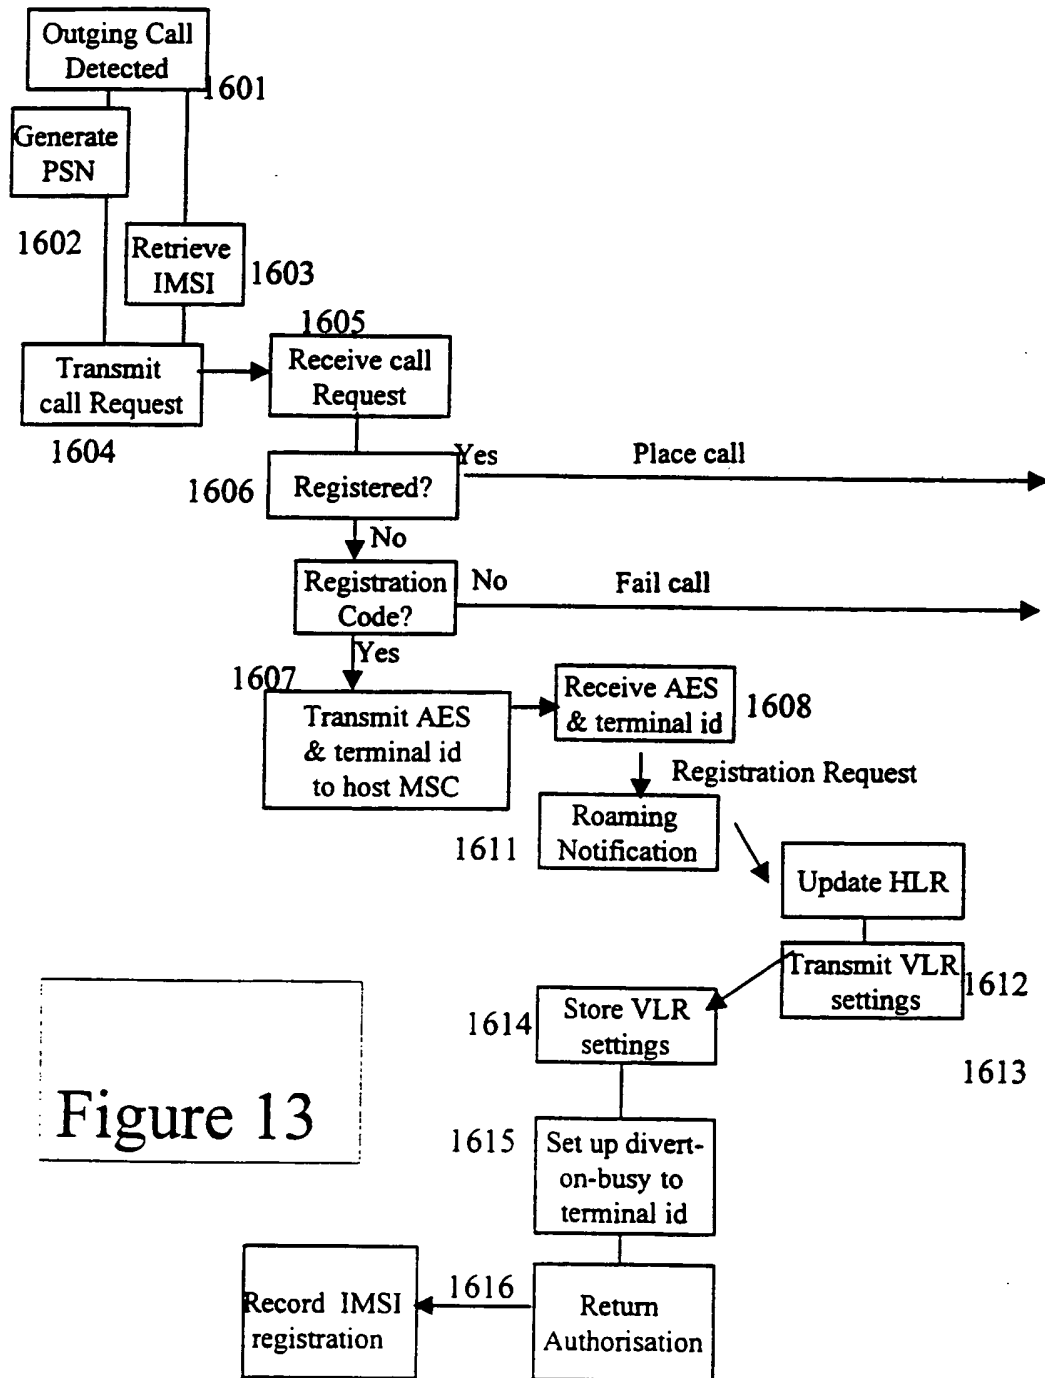 Outging Call
Detected
1601
Generate
PSN
1602
Retrieve
IMSI
1603
Transmit
call Request
1604
1605
Receive call
Request
1606
Registered?
Yes
Place call
No
Registration
Code?
No
Fail call
Yes
1607
Transmit AES
& terminal id
to host MSC
Receive AES
& terminal id
1608
Registration Request
1611
Roaming
Notification
Update HLR
Transmit VLR
settings
1612
1613
1614
Store VLR
settings
Figure 13
1615
Set up divert-
on-busy to
terminal id
1616
Record IMSI
registration
Return
Authorisation